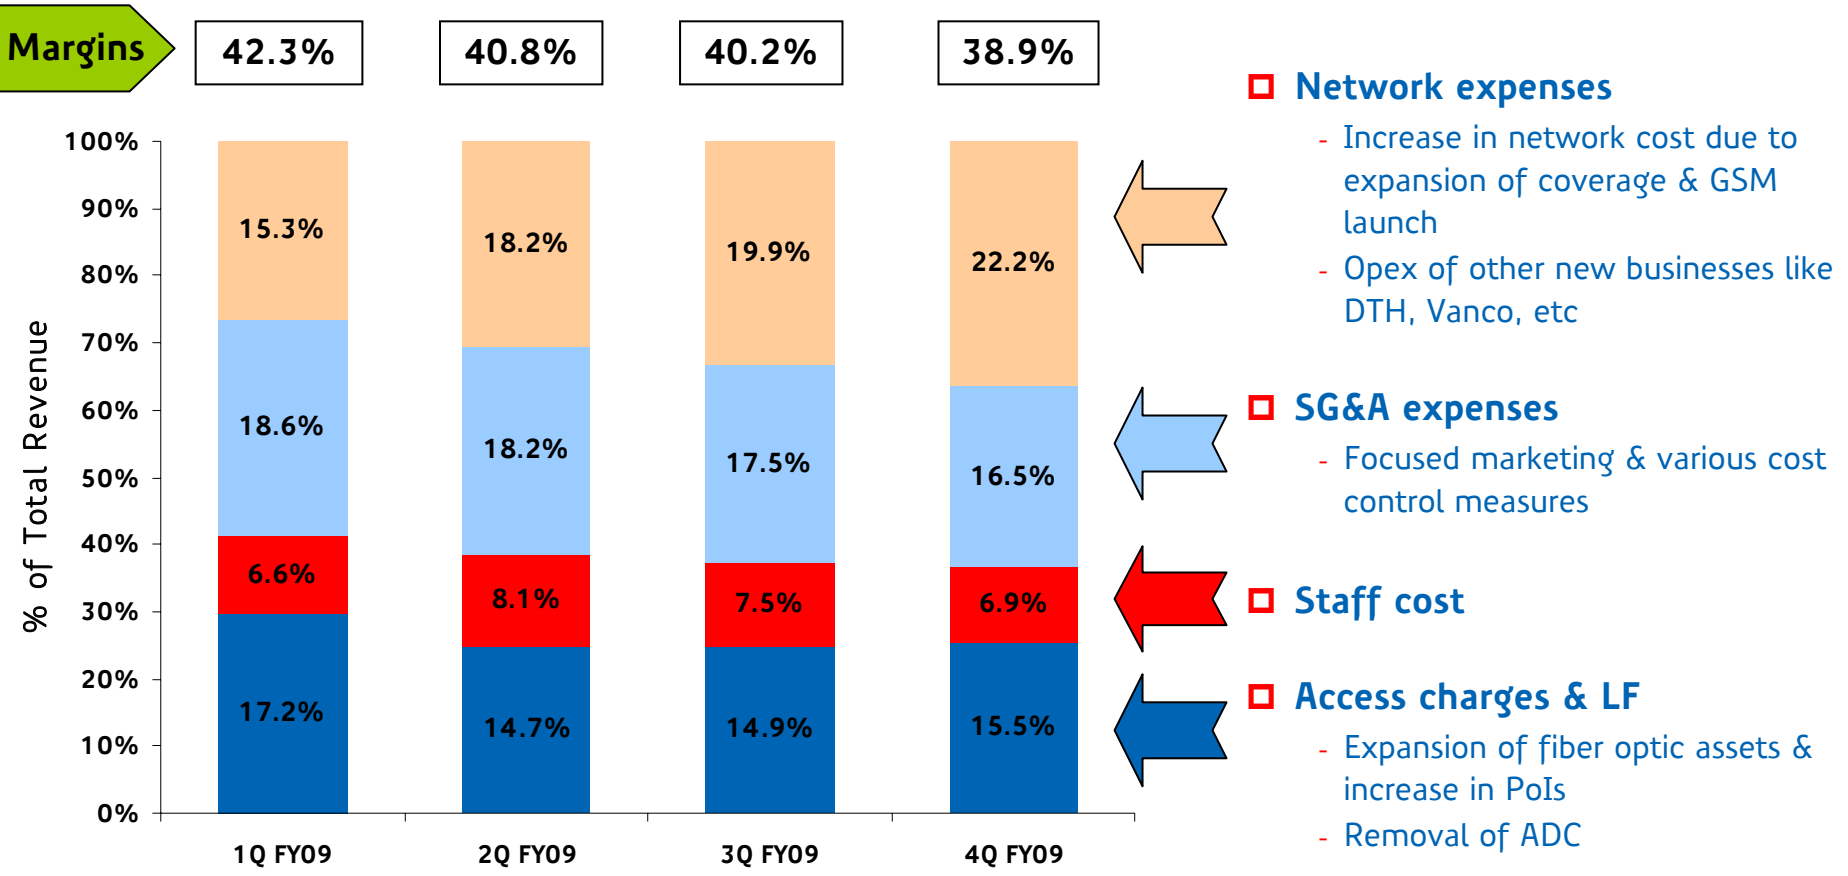 Margins
42.3%
40.8%
40.2%
38.9%
100%
90%
80%
70%
60%
50%
40%
30%
20%
10%
0%
% of Total Revenue
15.3%
18.2%
19.9%
22.2%
18.6%
18.2%
17.5%
16.5%
6.6%
8.1%
7.5%
6.9%
17.2%
14.7%
14.9%
15.5%
1Q FY09
2Q FY09
3Q FY09
4Q FY09
Network expenses
- Increase in network cost due to
expansion of coverage & GSM
launch
- Opex of other new businesses like
DTH, Vanco, etc
SG&A expenses
- Focused marketing & various cost
control measures
Staff cost
Access charges & LF
- Expansion of fiber optic assets &
increase in PoIs
- Removal of ADC